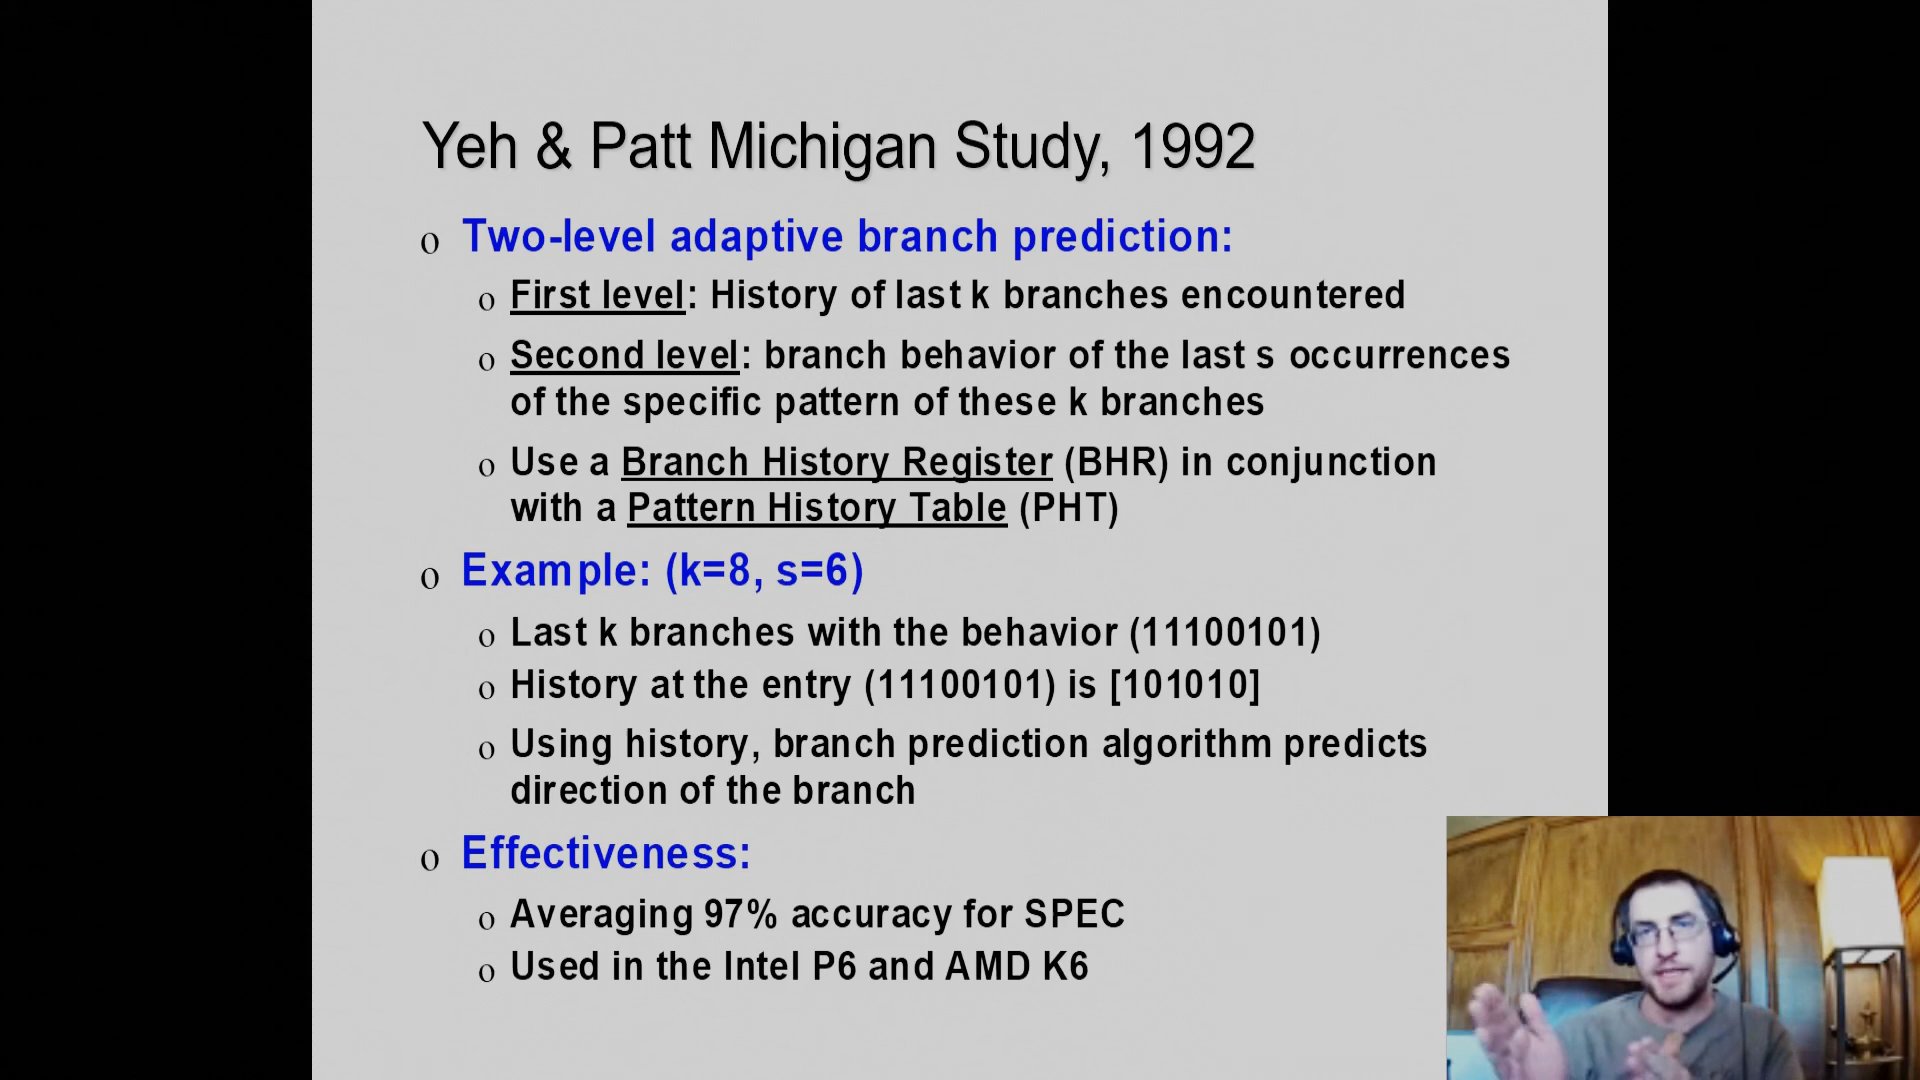 Yeh & Patt Michigan Study, 1992
o Two-level adaptive branch prediction:
o First level: History of last k branches encountered
o Second level: branch behavior of the last s occurrences
of the specific pattern of these k branches
o Use a Branch History Register (BHR) in conjunction
with a Pattern History Table (PHT)
o Example: (k=8, s=6)
o Last k branches with the behavior (11100101)
o History at the entry (11100101) is [101010]
o Using history, branch prediction algorithm predicts
direction of the branch
o Effectiveness:
o Averaging 97% accuracy for SPEC
o Used in the Intel P6 and AMD K6